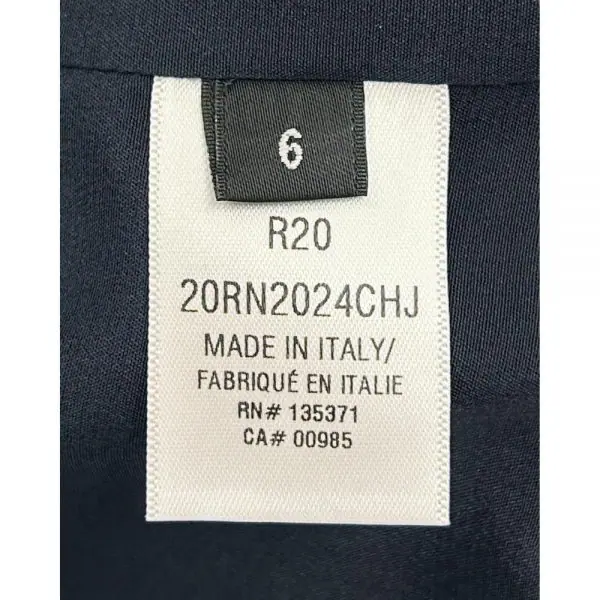 6
R20
20RN2024CHJ
MADE IN ITALY/
FABRIQUÉ EN ITALIE
RN# 135371
CA# 00985